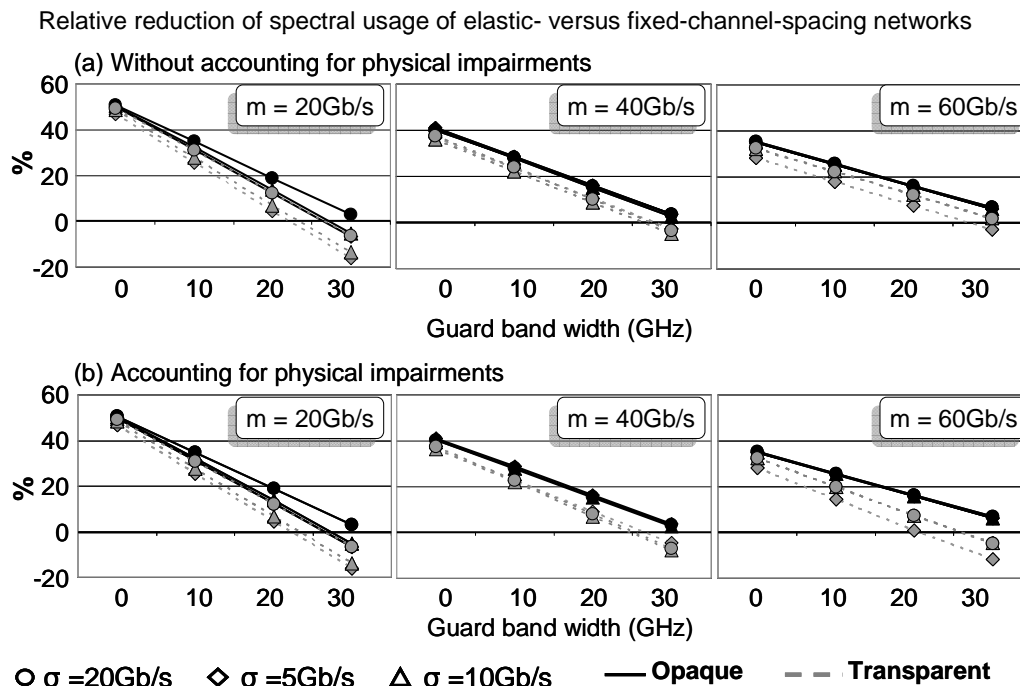 Relative reduction of spectral usage of elastic- versus fixed-channel-spacing networks
(a) Without accounting for physical impairments
60
40
20
0
-20
%
m = 20Gb/s
m = 40Gb/s
m = 60Gb/s
0 10 20 30
0 10 20 30
0 10 20 30
Guard band width (GHz)
(b) Accounting for physical impairments
60
40
20
0
-20
%
m = 20Gb/s
m = 40Gb/s
m = 60Gb/s
0 10 20 30
0 10 20 30
0 10 20 30
Guard band width (GHz)
σ =20Gb/s σ =5Gb/s σ =10Gb/s Opaque Transparent